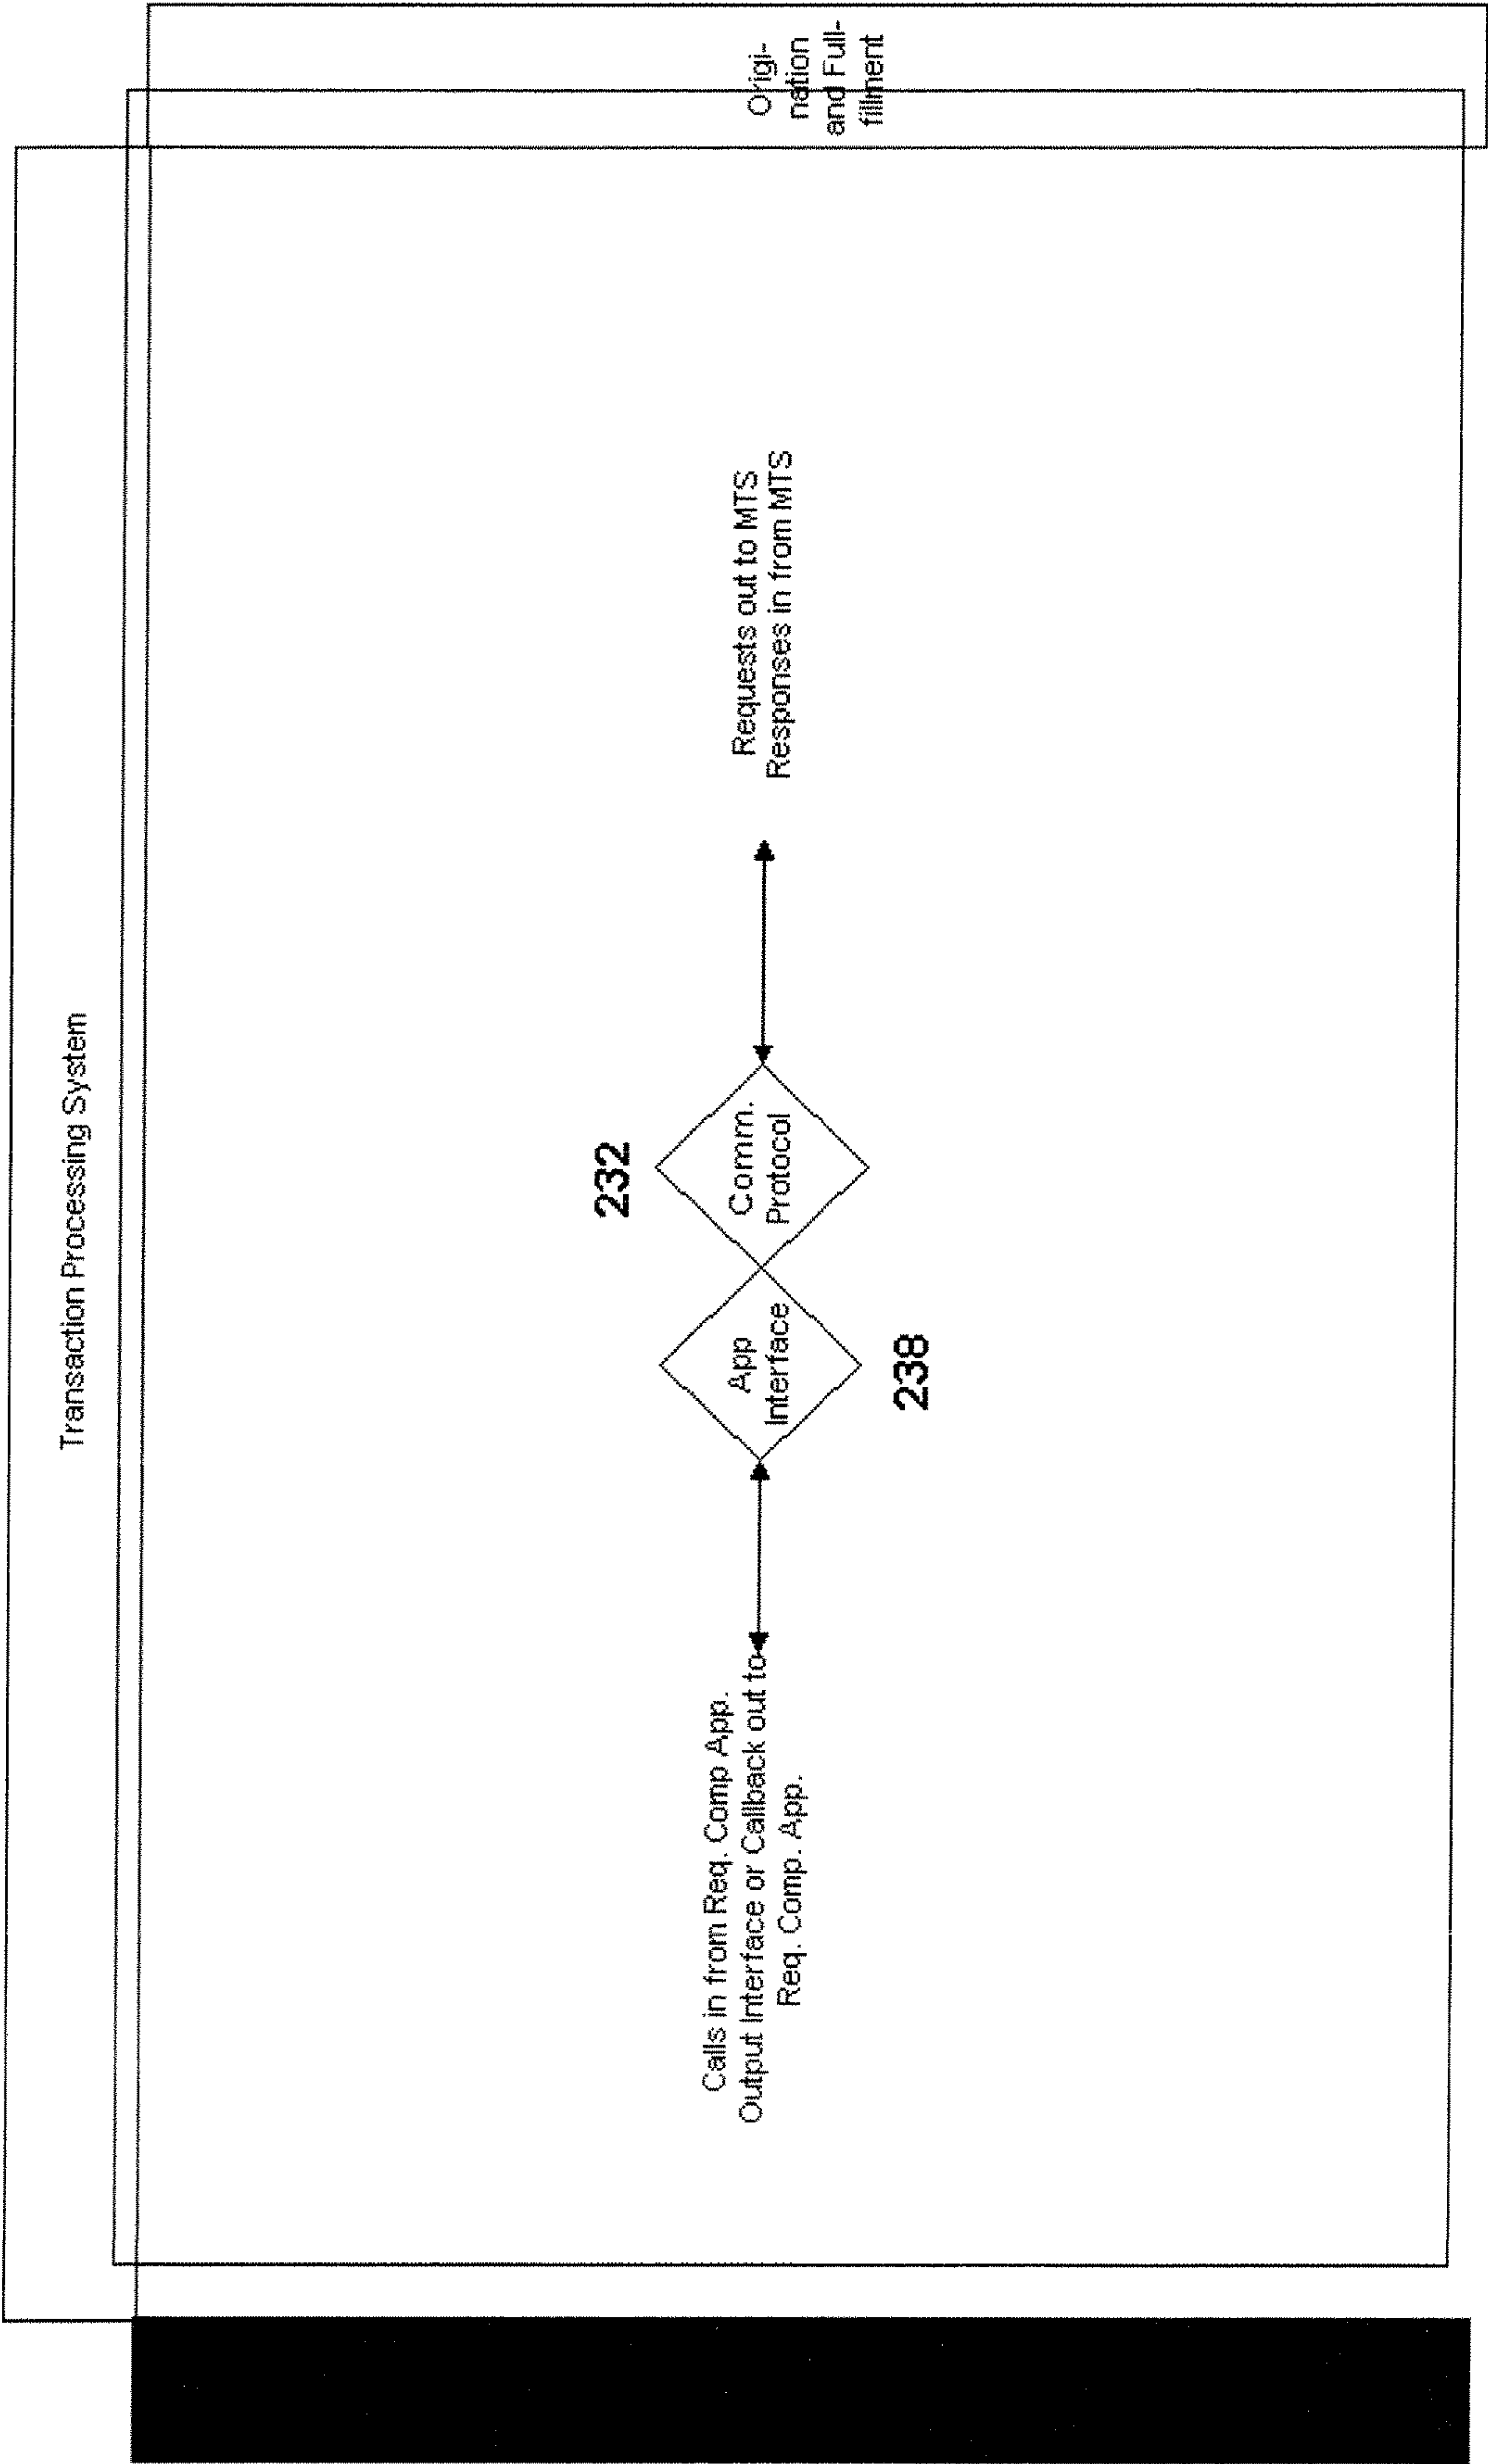 Transaction Processing System
Calls in from Req. Comp App.
Output Interface or Callback out to
Req. Comp. App.
App
Interface
238
232
Comm.
Protocol
Requests out to MTS
Responses in from MTS
Origi-
nation
and Full-
fillment